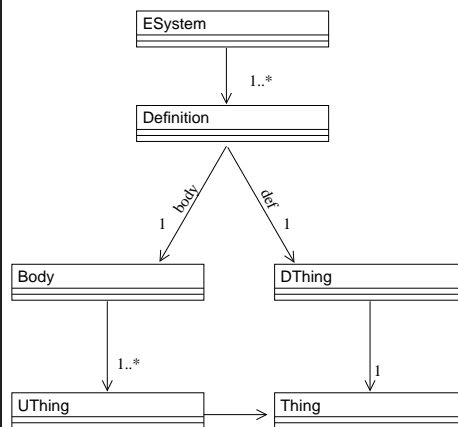 ESystem
1..*
Definition
body
def
1
1
Body
DThing
1..*
1
UThing
Thing